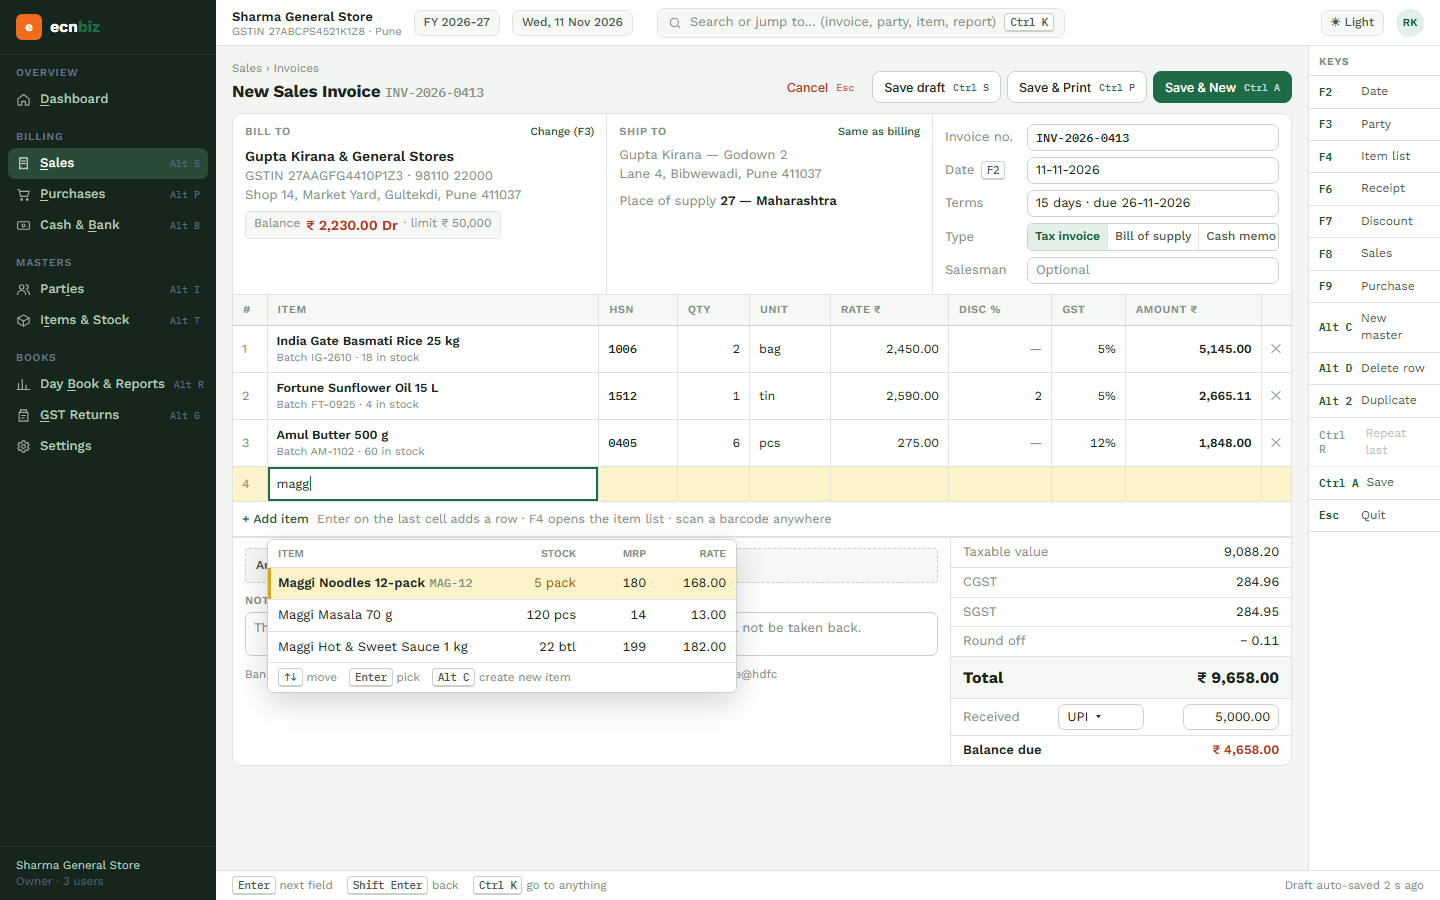 e ecnbiz
OVERVIEW
Dashboard
BILLING
Sales Alt S
Purchases Alt P
Cash & Bank Alt B
MASTERS
Parties Alt I
Items & Stock Alt T
BOOKS
Day Book & Reports Alt R
GST Returns Alt G
Settings
Sharma General Store
Owner · 3 users
Sharma General Store
GSTIN 27ABCPS4521K1Z8 · Pune
FY 2026-27
Wed, 11 Nov 2026
Search or jump to... (invoice, party, item, report) Ctrl K
☀ Light
RK
Sales › Invoices
New Sales Invoice INV-2026-0413
Cancel Esc
Save draft Ctrl S
Save & Print Ctrl P
Save & New Ctrl A
BILL TO Change (F3)
Gupta Kirana & General Stores
GSTIN 27AAGFG4410P1Z3 · 98110 22000
Shop 14, Market Yard, Gultekdi, Pune 411037
Balance ₹ 2,230.00 Dr · limit ₹ 50,000
SHIP TO Same as billing
Gupta Kirana — Godown 2
Lane 4, Bibwewadi, Pune 411037
Place of supply 27 — Maharashtra
Invoice no. INV-2026-0413
Date F2 11-11-2026
Terms 15 days · due 26-11-2026
Type Tax invoice Bill of supply Cash memo
Salesman Optional
# ITEM HSN QTY UNIT RATE ₹ DISC % GST AMOUNT ₹
1 India Gate Basmati Rice 25 kg 1006 2 bag 2,450.00 — 5% 5,145.00 ×
Batch IG-2610 · 18 in stock
2 Fortune Sunflower Oil 15 L 1512 1 tin 2,590.00 2 5% 2,665.11 ×
Batch FT-0925 · 4 in stock
3 Amul Butter 500 g 0405 6 pcs 275.00 — 12% 1,848.00 ×
Batch AM-1102 · 60 in stock
4 magg
+ Add item Enter on the last cell adds a row · F4 opens the item list · scan a barcode anywhere
ITEM STOCK MRP RATE
Maggi Noodles 12-pack MAG-12 5 pack 180 168.00
Maggi Masala 70 g 120 pcs 14 13.00
Maggi Hot & Sweet Sauce 1 kg 22 btl 199 182.00
↑↓ move Enter pick Alt C create new item
NOT
Th not be taken back.
Ban e@hdfc
Taxable value 9,088.20
CGST 284.96
SGST 284.95
Round off − 0.11
Total ₹ 9,658.00
Received UPI ▾ 5,000.00
Balance due ₹ 4,658.00
KEYS
F2 Date
F3 Party
F4 Item list
F6 Receipt
F7 Discount
F8 Sales
F9 Purchase
Alt C New master
Alt D Delete row
Alt 2 Duplicate
Ctrl R Repeat last
Ctrl A Save
Esc Quit
Enter next field Shift Enter back Ctrl K go to anything
Draft auto-saved 2 s ago